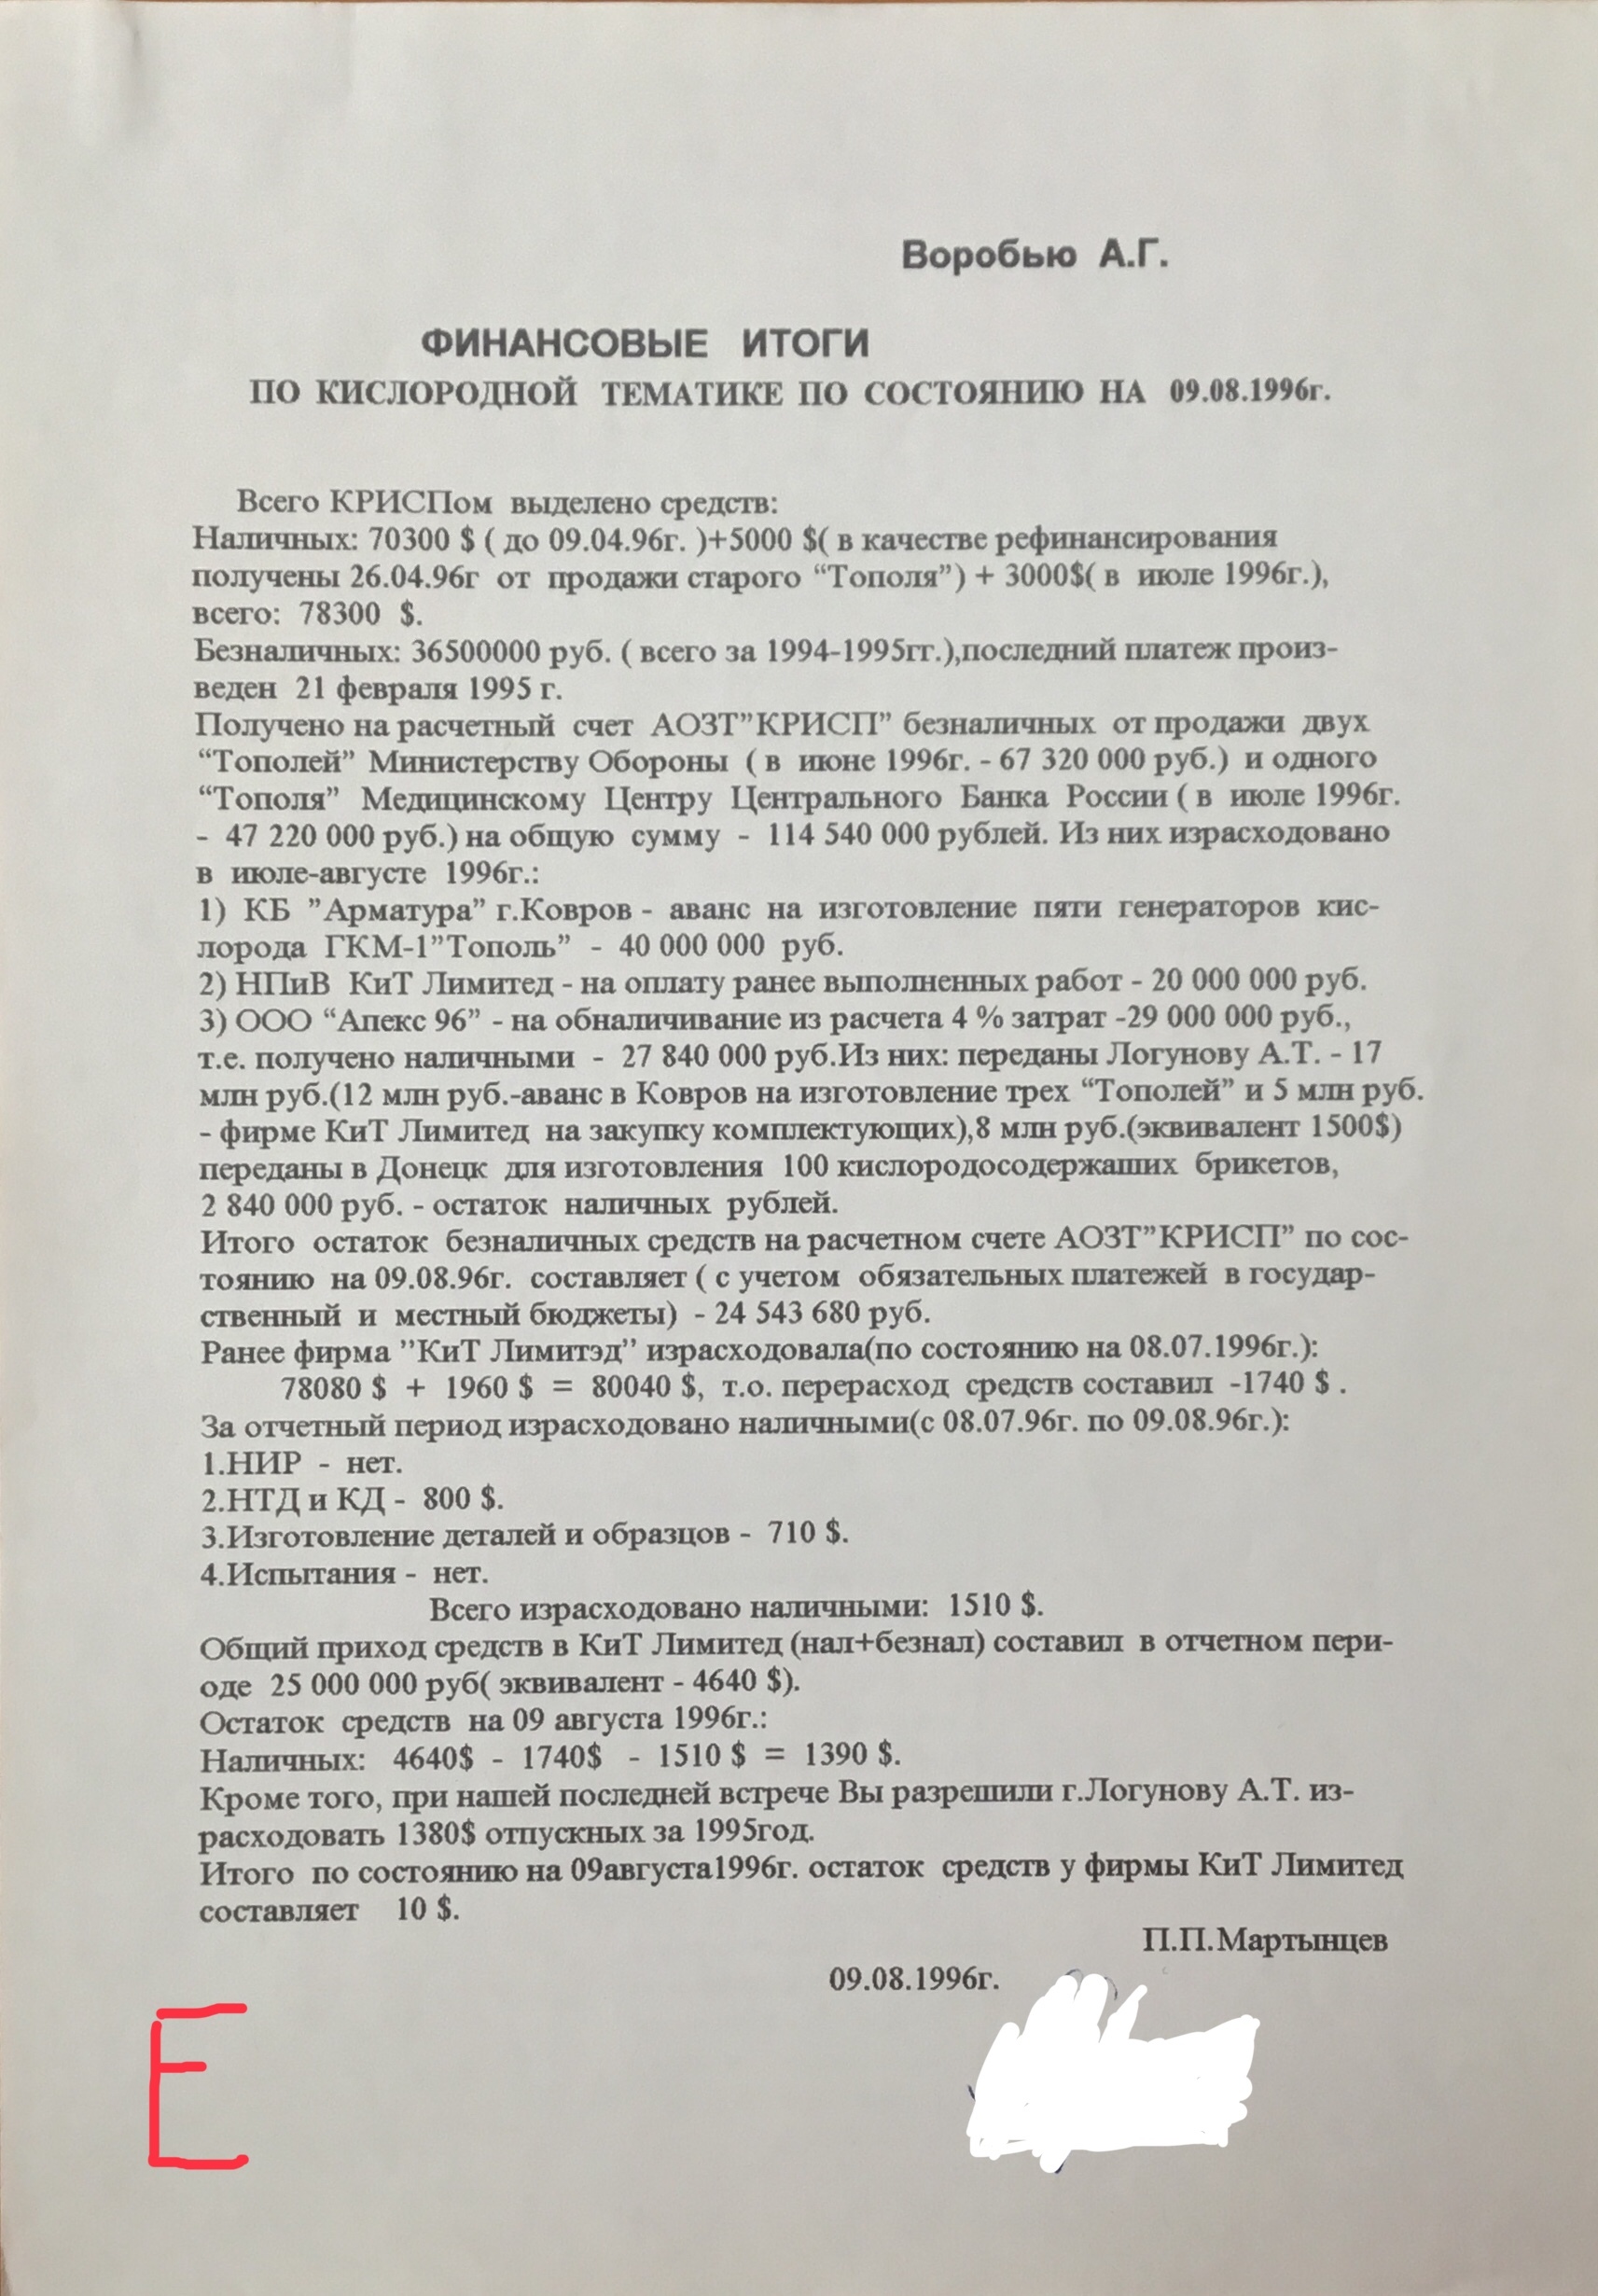 Воробью А.Г.
ФИНАНСОВЫЕ ИТОГИ
ПО КИСЛОРОДНОЙ ТЕМАТИКЕ ПО СОСТОЯНИЮ НА 09.08.1996г.
Всего КРИСПом выделено средств:
Наличных: 70300 $ ( до 09.04.96г. )+5000 $( в качестве рефинансирования
получены 26.04.96г от продажи старого “Тополя”) + 3000$( в июле 1996г.),
всего: 78300 $.
Безналичных: 36500000 руб. ( всего за 1994-1995гг.),последний платеж произ-
веден 21 февраля 1995 г.
Получено на расчетный счет АОЗТ”КРИСП” безналичных от продажи двух
“Тополей” Министерству Обороны ( в июне 1996г. - 67 320 000 руб.) и одного
“Тополя” Медицинскому Центру Центрального Банка России ( в июле 1996г.
- 47 220 000 руб.) на общую сумму - 114 540 000 рублей. Из них израсходовано
в июле-августе 1996г.:
1) КБ ”Арматура” г.Ковров - аванс на изготовление пяти генераторов кис-
лорода ГКМ-1”Тополь” - 40 000 000 руб.
2) НПиВ КиТ Лимитед - на оплату ранее выполненных работ - 20 000 000 руб.
3) ООО “Апекс 96” - на обналичивание из расчета 4 % затрат -29 000 000 руб.,
т.е. получено наличными - 27 840 000 руб.Из них: переданы Логунову А.Т. - 17
млн руб.(12 млн руб.-аванс в Ковров на изготовление трех “Тополей” и 5 млн руб.
- фирме КиТ Лимитед на закупку комплектующих),8 млн руб.(эквивалент 1500$)
переданы в Донецк для изготовления 100 кислородосодержаших брикетов,
2 840 000 руб. - остаток наличных рублей.
Итого остаток безналичных средств на расчетном счете АОЗТ”КРИСП” по сос-
тоянию на 09.08.96г. составляет ( с учетом обязательных платежей в государ-
ственный и местный бюджеты) - 24 543 680 руб.
Ранее фирма ”КиТ Лимитэд” израсходовала(по состоянию на 08.07.1996г.):
78080 $ + 1960 $ = 80040 $, т.о. перерасход средств составил -1740 $ .
За отчетный период израсходовано наличными(с 08.07.96г. по 09.08.96г.):
1.НИР - нет.
2.НТД и КД - 800 $.
3.Изготовление деталей и образцов - 710 $.
4.Испытания - нет.
Всего израсходовано наличными: 1510 $.
Общий приход средств в КиТ Лимитед (нал+безнал) составил в отчетном пери-
оде 25 000 000 руб( эквивалент - 4640 $).
Остаток средств на 09 августа 1996г.:
Наличных: 4640$ - 1740$ - 1510 $ = 1390 $.
Кроме того, при нашей последней встрече Вы разрешили г.Логунову А.Т. из-
расходовать 1380$ отпускных за 1995год.
Итого по состоянию на 09августа1996г. остаток средств у фирмы КиТ Лимитед
составляет 10 $.
П.П.Мартынцев
09.08.1996г.
E